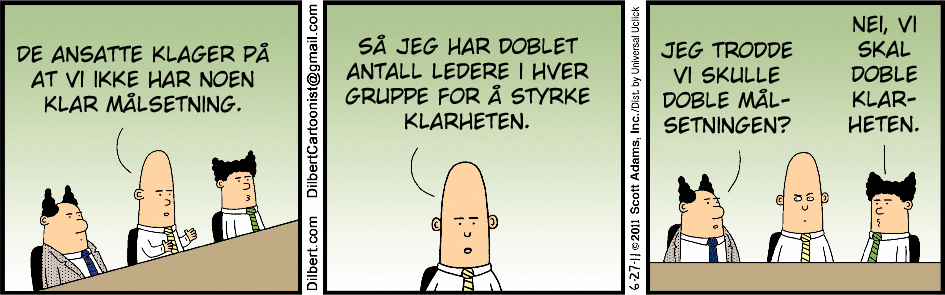 DE ANSATTE KLAGER PÅ
AT VI IKKE HAR NOEN
KLAR MÅLSETNING.
Dilbert.com DilbertCartoonist@gmail.com
SÅ JEG HAR DOBLET
ANTALL LEDERE I HVER
GRUPPE FOR Å STYRKE
KLARHETEN.
6-27-11 © 2011 Scott Adams, Inc./Dist. by Universal Uclick
JEG TRODDE
VI SKULLE
DOBLE MÅL-
SETNINGEN?
NEI, VI
SKAL
DOBLE
KLAR-
HETEN.